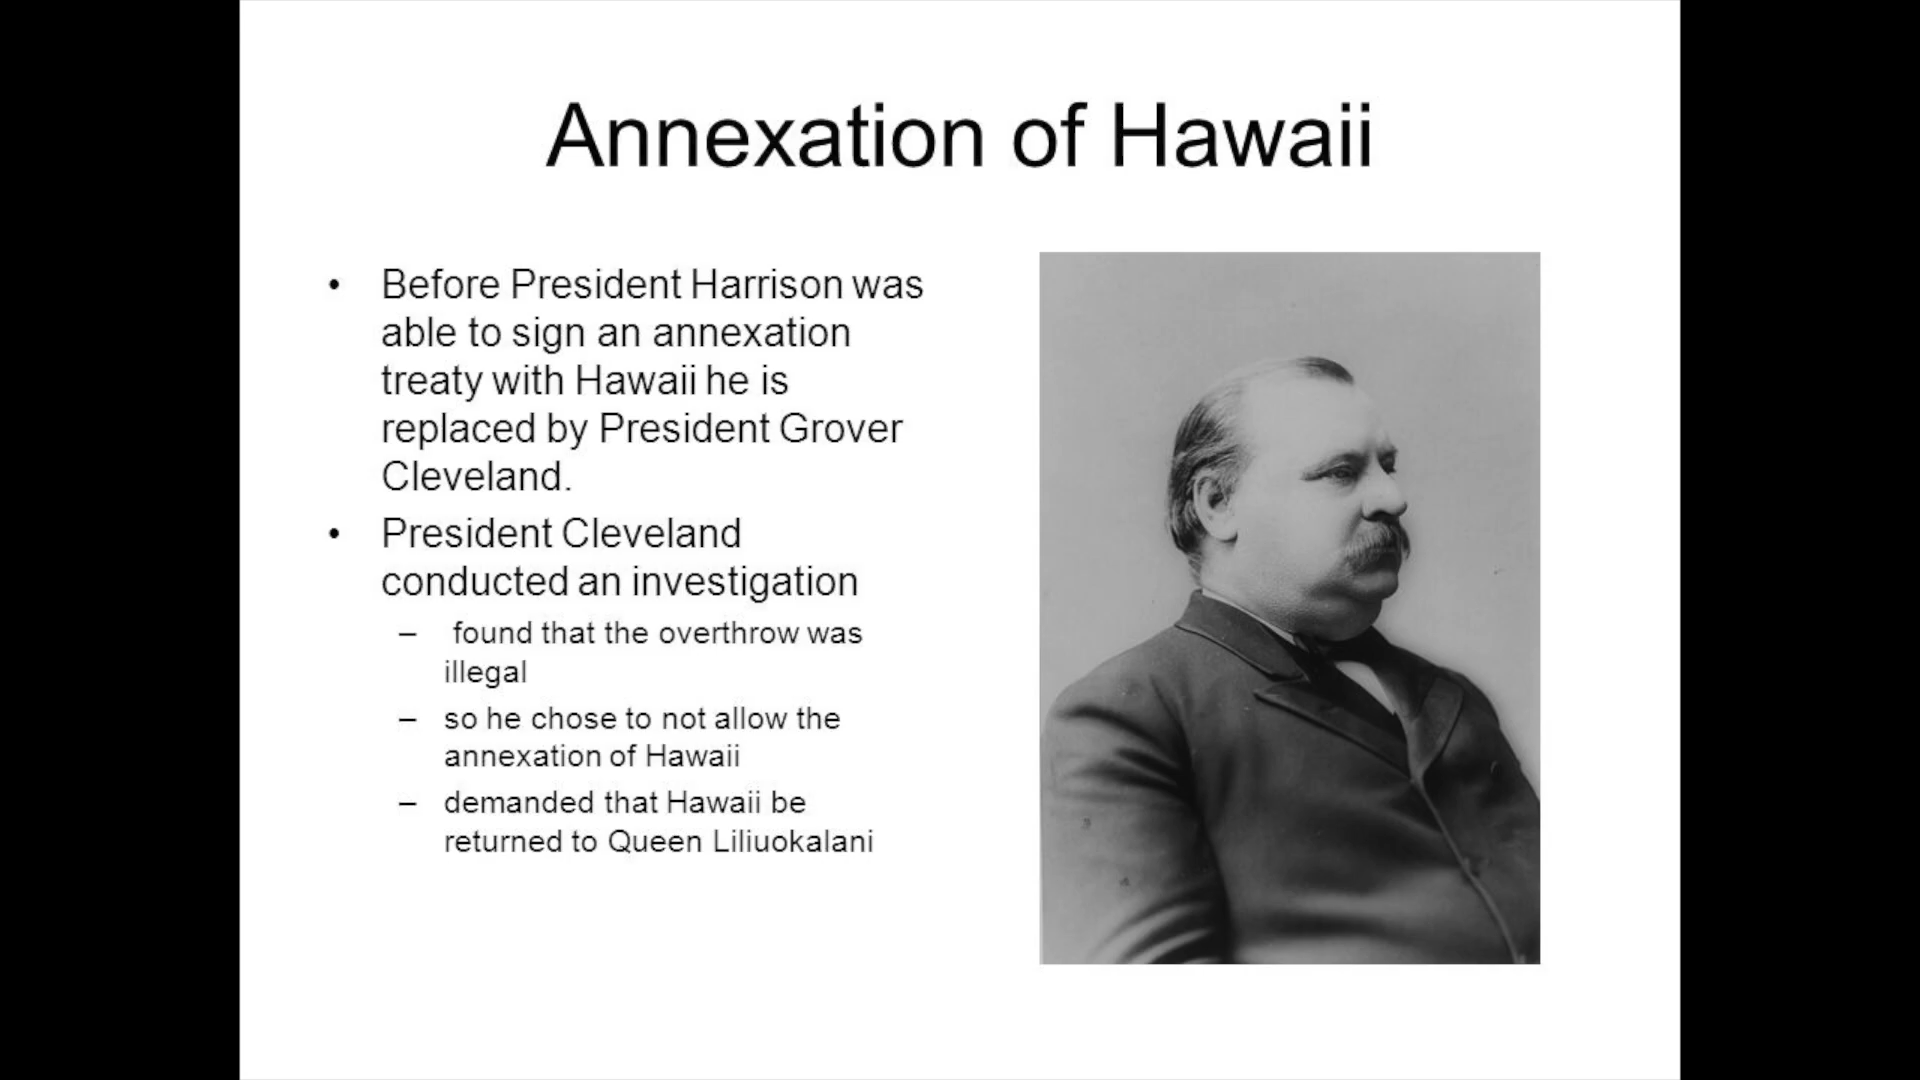 Annexation of Hawaii
• Before President Harrison was
able to sign an annexation
treaty with Hawaii he is
replaced by President Grover
Cleveland.
• President Cleveland
conducted an investigation
– found that the overthrow was
illegal
– so he chose to not allow the
annexation of Hawaii
– demanded that Hawaii be
returned to Queen Liliuokalani